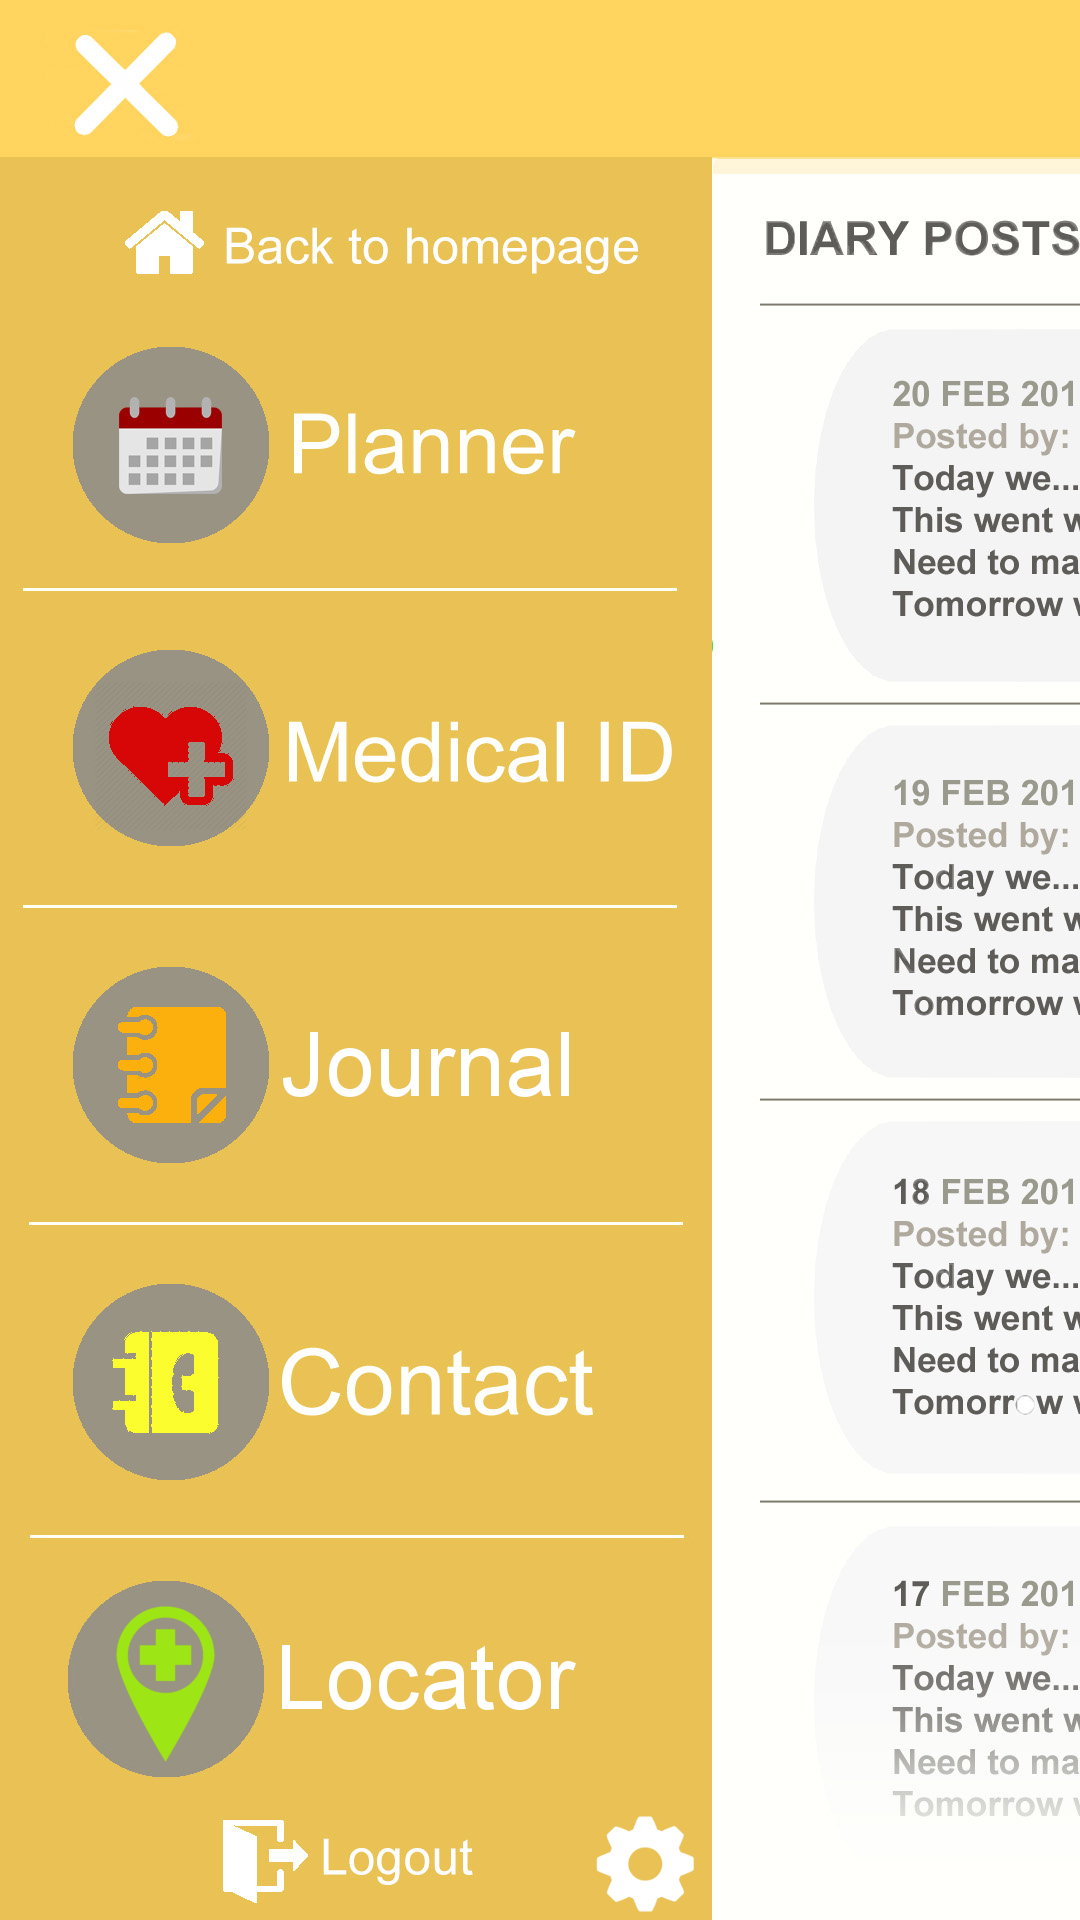 Back to homepage
Planner
Medical ID
Journal
Contact
Locator
Logout
DIARY POSTS
20 FEB 201
Posted by:
Today we...
This went w
Need to ma
Tomorrow w
19 FEB 201
Posted by:
Today we...
This went w
Need to ma
Tomorrow w
18 FEB 201
Posted by:
Today we...
This went w
Need to ma
Tomorrow w
17 FEB 201
Posted by:
Today we...
This went w
Need to ma
Tomorrow w